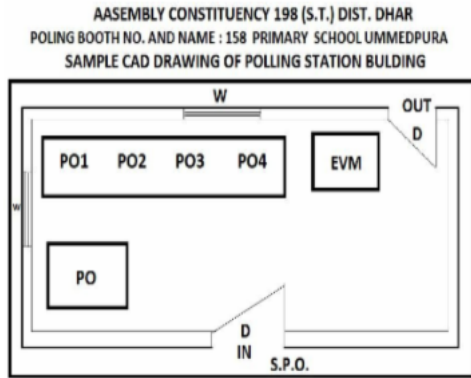 AASEMBLY CONSTITUENCY 198 (S.T.) DIST. DHAR
POLING BOOTH NO. AND NAME : 158 PRIMARY SCHOOL UMMEDPURA
SAMPLE CAD DRAWING OF POLLING STATION BULDING
W
OUT
D
PO1 PO2 PO3 PO4
EVM
W
PO
D
IN
S.P.O.